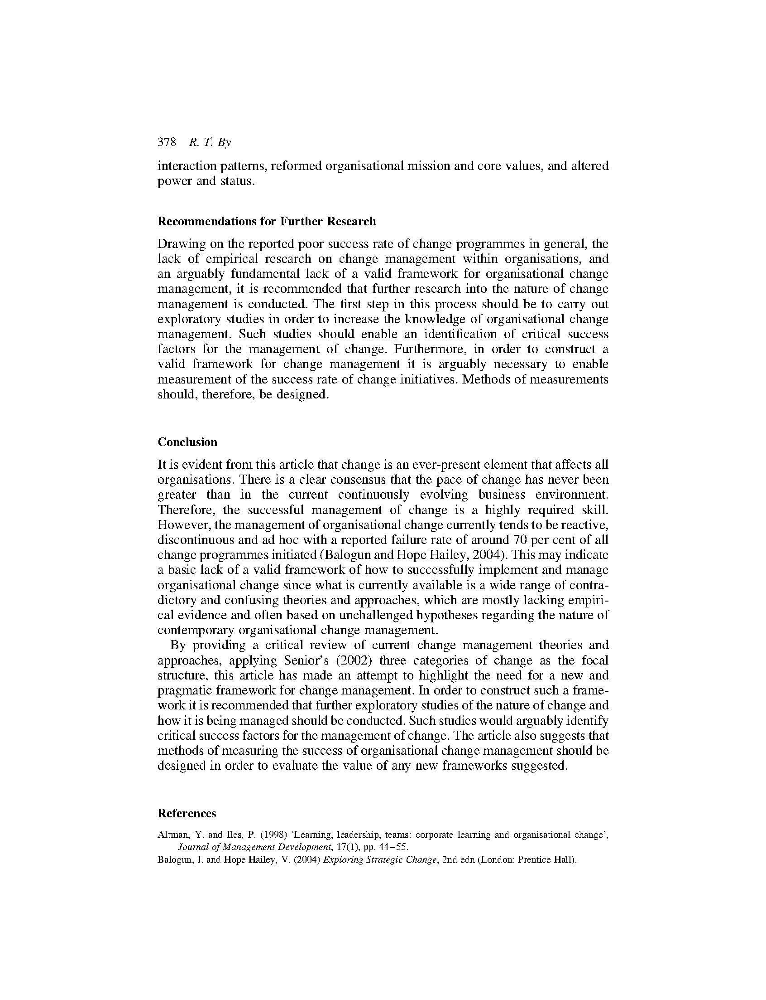 378 R. T. By
interaction patterns, reformed organisational mission and core values, and altered
power and status.
Recommendations for Further Research
Drawing on the reported poor success rate of change programmes in general, the
lack of empirical research on change management within organisations, and
an arguably fundamental lack of a valid framework for organisational change
management, it is recommended that further research into the nature of change
management is conducted. The first step in this process should be to carry out
exploratory studies in order to increase the knowledge of organisational change
management. Such studies should enable an identification of critical success
factors for the management of change. Furthermore, in order to construct a
valid framework for change management it is arguably necessary to enable
measurement of the success rate of change initiatives. Methods of measurements
should, therefore, be designed.
Conclusion
It is evident from this article that change is an ever-present element that affects all
organisations. There is a clear consensus that the pace of change has never been
greater than in the current continuously evolving business environment.
Therefore, the successful management of change is a highly required skill.
However, the management of organisational change currently tends to be reactive,
discontinuous and ad hoc with a reported failure rate of around 70 per cent of all
change programmes initiated (Balogun and Hope Hailey, 2004). This may indicate
a basic lack of a valid framework of how to successfully implement and manage
organisational change since what is currently available is a wide range of contra-
dictory and confusing theories and approaches, which are mostly lacking empiri-
cal evidence and often based on unchallenged hypotheses regarding the nature of
contemporary organisational change management.
By providing a critical review of current change management theories and
approaches, applying Senior’s (2002) three categories of change as the focal
structure, this article has made an attempt to highlight the need for a new and
pragmatic framework for change management. In order to construct such a frame-
work it is recommended that further exploratory studies of the nature of change and
how it is being managed should be conducted. Such studies would arguably identify
critical success factors for the management of change. The article also suggests that
methods of measuring the success of organisational change management should be
designed in order to evaluate the value of any new frameworks suggested.
References
Altman, Y. and Iles, P. (1998) ‘Learning, leadership, teams: corporate learning and organisational change’,
Journal of Management Development, 17(1), pp. 44–55.
Balogun, J. and Hope Hailey, V. (2004) Exploring Strategic Change, 2nd edn (London: Prentice Hall).